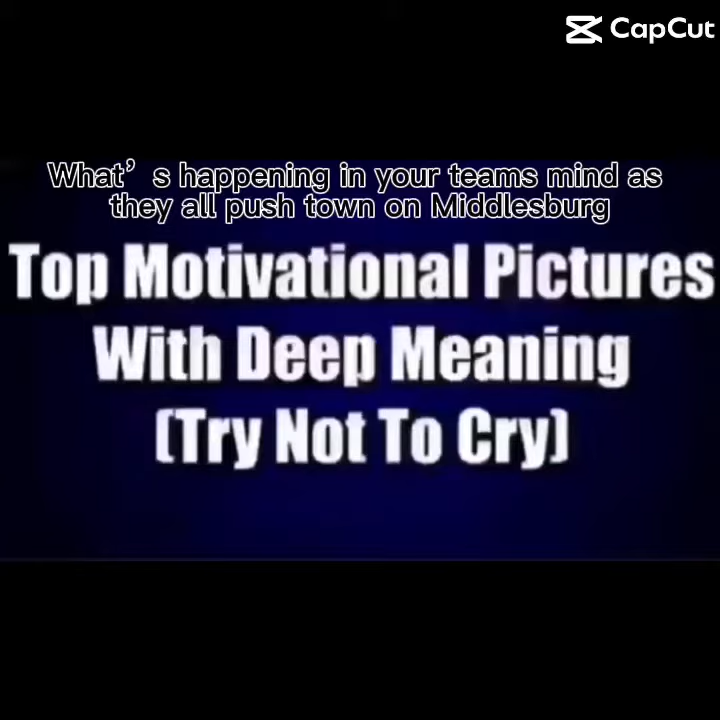 CapCut
What’s happening in your teams mind as
they all push town on Middlesburg
Top Motivational Pictures
With Deep Meaning
(Try Not To Cry)